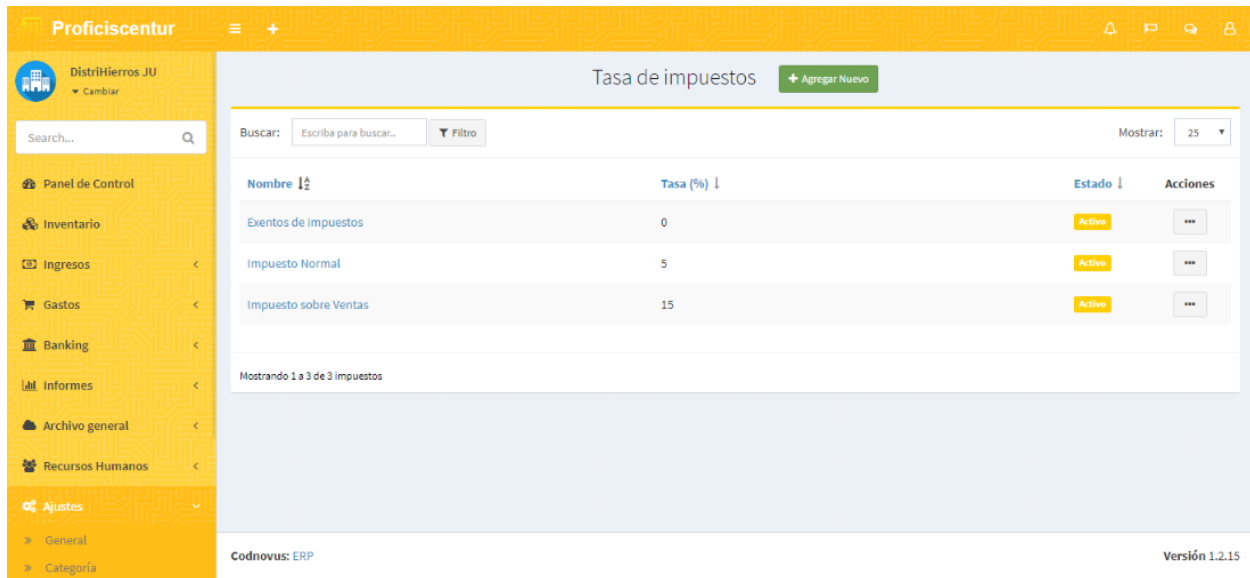 Proficiscentur
DistriHierros JU
Cambiar
Search...
Panel de Control
Inventario
Ingresos
Gastos
Banking
Informes
Archivo general
Recursos Humanos
Ajustes
General
Categoría
Tasa de impuestos
Agregar Nuevo
Buscar: Escriba para buscar.. Filtro Mostrar: 25
Nombre Tasa (%) Estado Acciones
Exentos de Impuestos 0 Activo
Impuesto Normal 5 Activo
Impuesto sobre Ventas 15 Activo
Mostrando 1 a 3 de 3 impuestos
Codnovus: ERP Versión 1.2.15